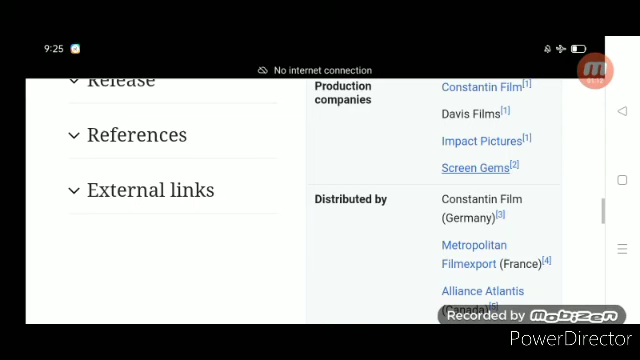 9:25
No internet connection
Release
References
External links
Production companies
Constantin Film[1]
Davis Films[1]
Impact Pictures[1]
Screen Gems[2]
Distributed by
Constantin Film
(Germany)[3]
Metropolitan
Filmexport (France)[4]
Alliance Atlantis
(Canada)[5]
Recorded by Mobizen
PowerDirector